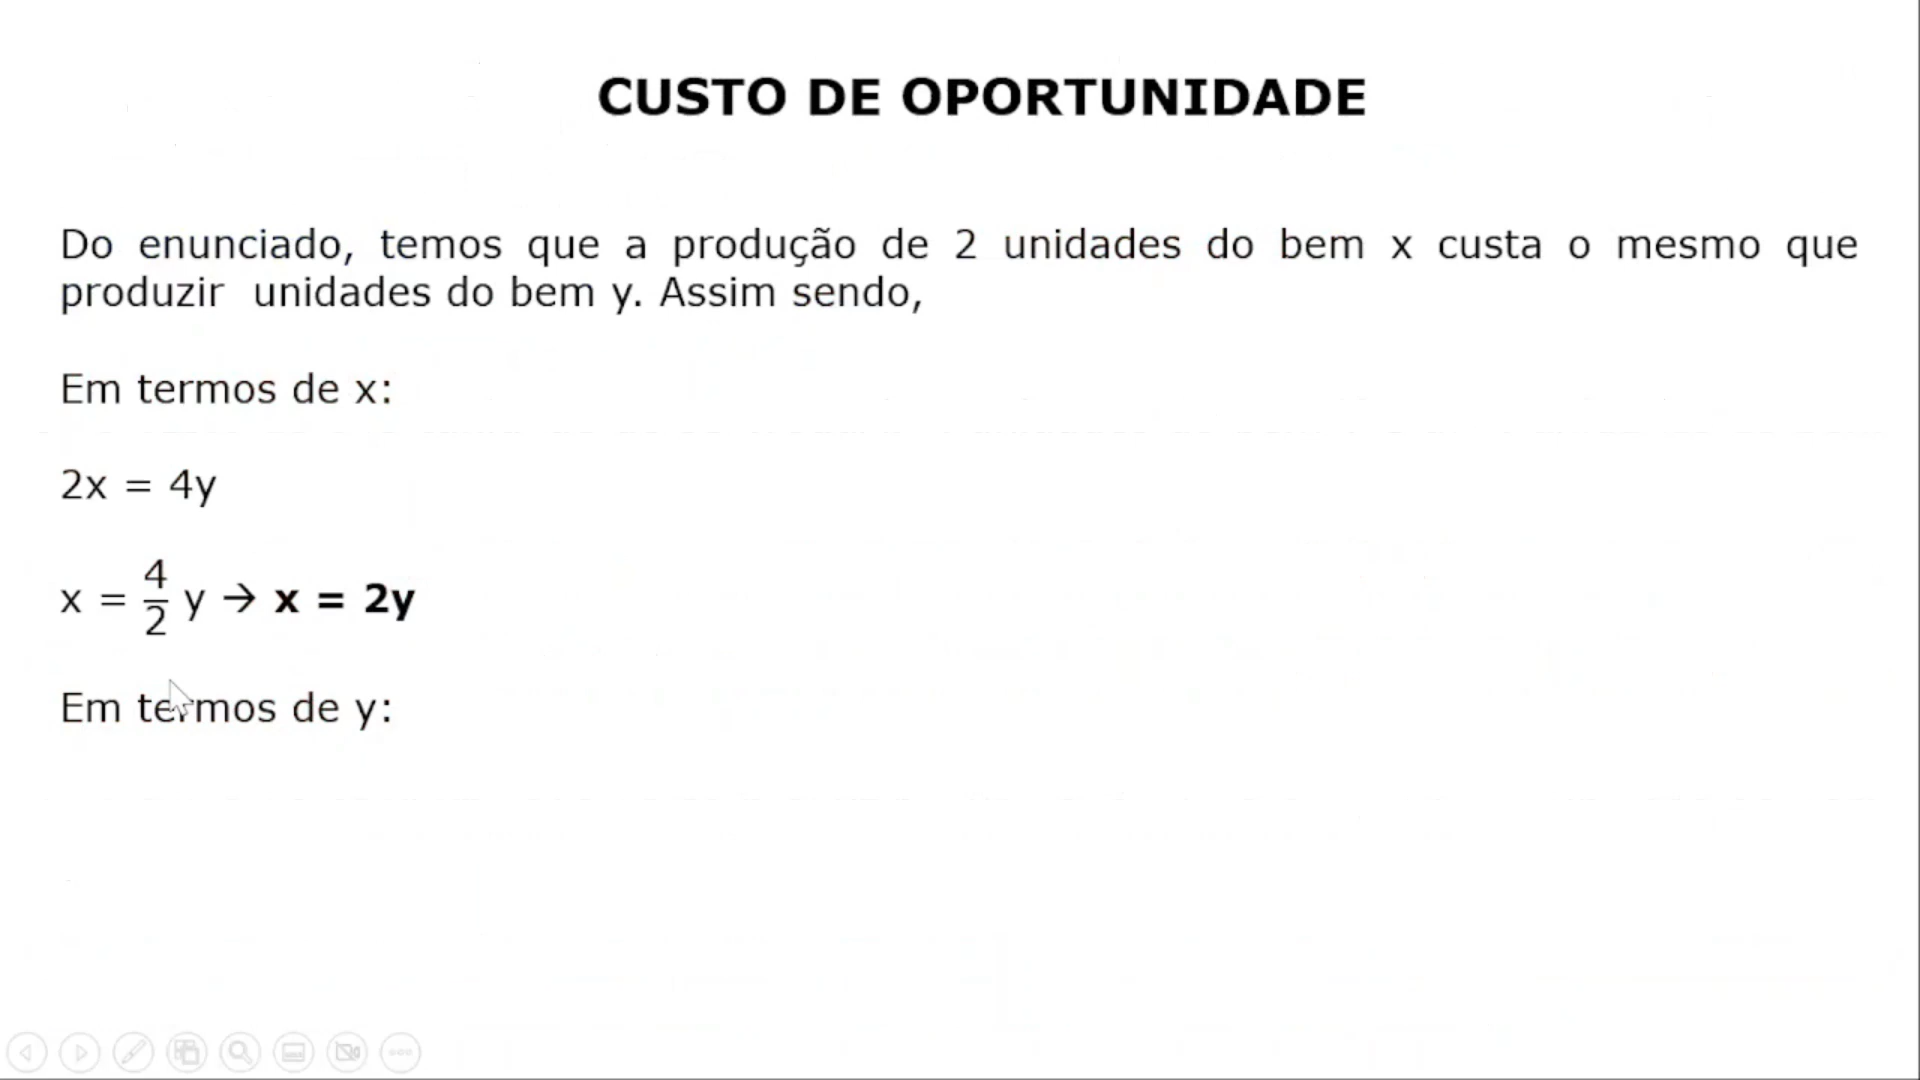 CUSTO DE OPORTUNIDADE
Do enunciado, temos que a produção de 2 unidades do bem x custa o mesmo que
produzir unidades do bem y. Assim sendo,
Em termos de x:
2x = 4y
x = 4/2 y → x = 2y
Em termos de y: